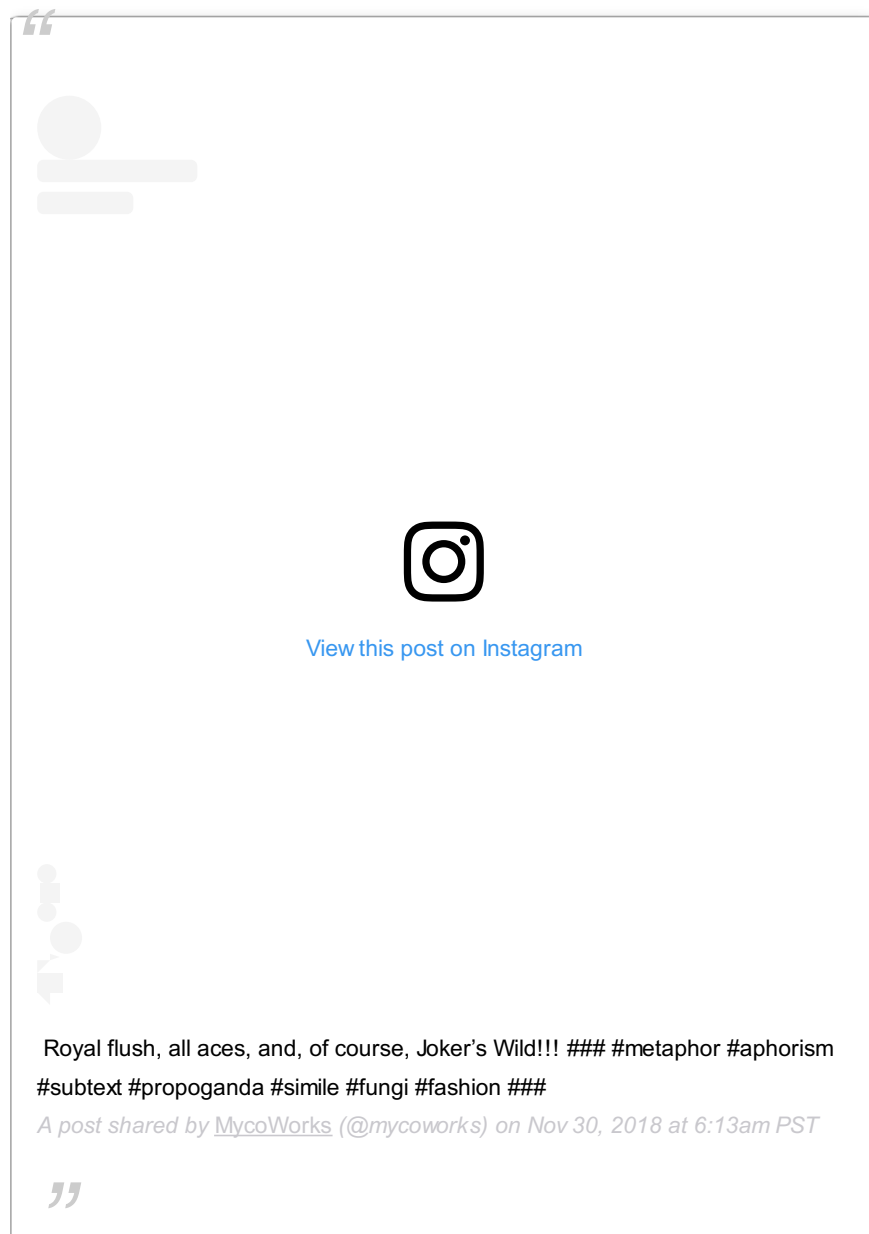 “
View this post on Instagram
Royal flush, all aces, and, of course, Joker’s Wild!!! ### #metaphor #aphorism
#subtext #propoganda #simile #fungi #fashion ###
A post shared by MycoWorks (@mycoworks) on Nov 30, 2018 at 6:13am PST
”